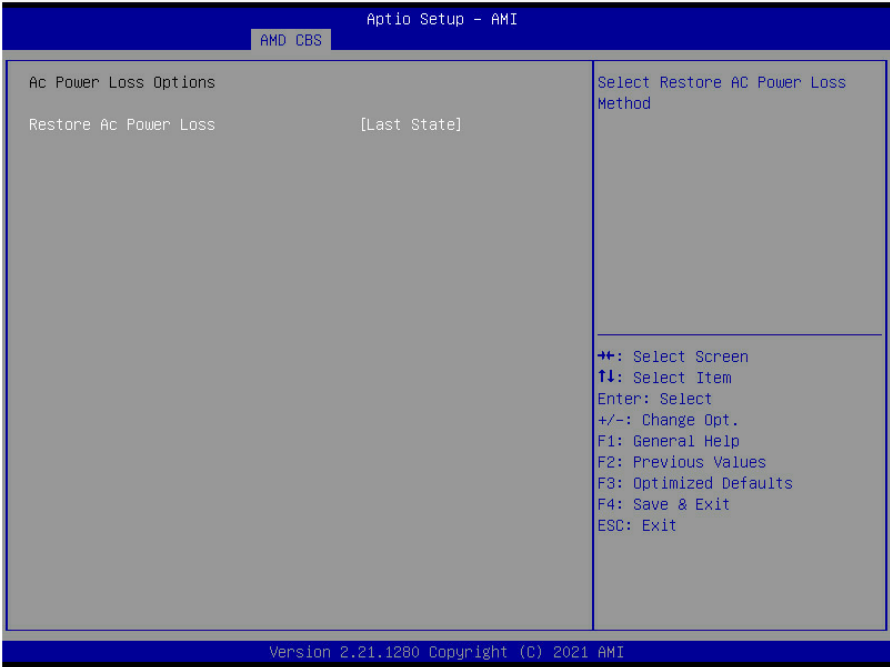 Aptio Setup – AMI
AMD CBS
Ac Power Loss Options
Restore Ac Power Loss [Last State]
Select Restore AC Power Loss
Method
→←: Select Screen
↑↓: Select Item
Enter: Select
+/-: Change Opt.
F1: General Help
F2: Previous Values
F3: Optimized Defaults
F4: Save & Exit
ESC: Exit
Version 2.21.1280 Copyright (C) 2021 AMI